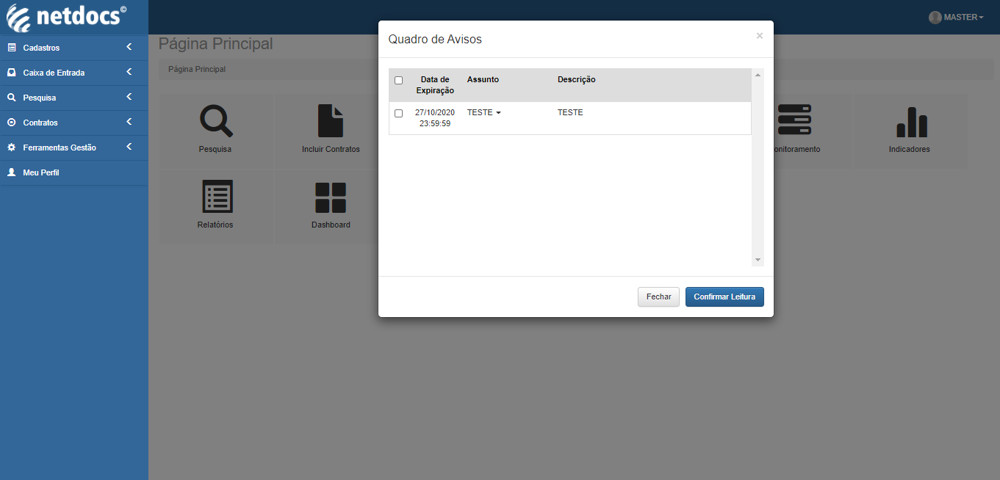 netdocs©
MASTER
Cadastros
Caixa de Entrada
Pesquisa
Contratos
Ferramentas Gestão
Meu Perfil
Página Principal
Página Principal
Pesquisa
Incluir Contratos
onitoramento
Indicadores
Relatórios
Dashboard
Quadro de Avisos
×
Data de
Expiração
Assunto
Descrição
27/10/2020
23:59:59
TESTE
TESTE
Fechar
Confirmar Leitura